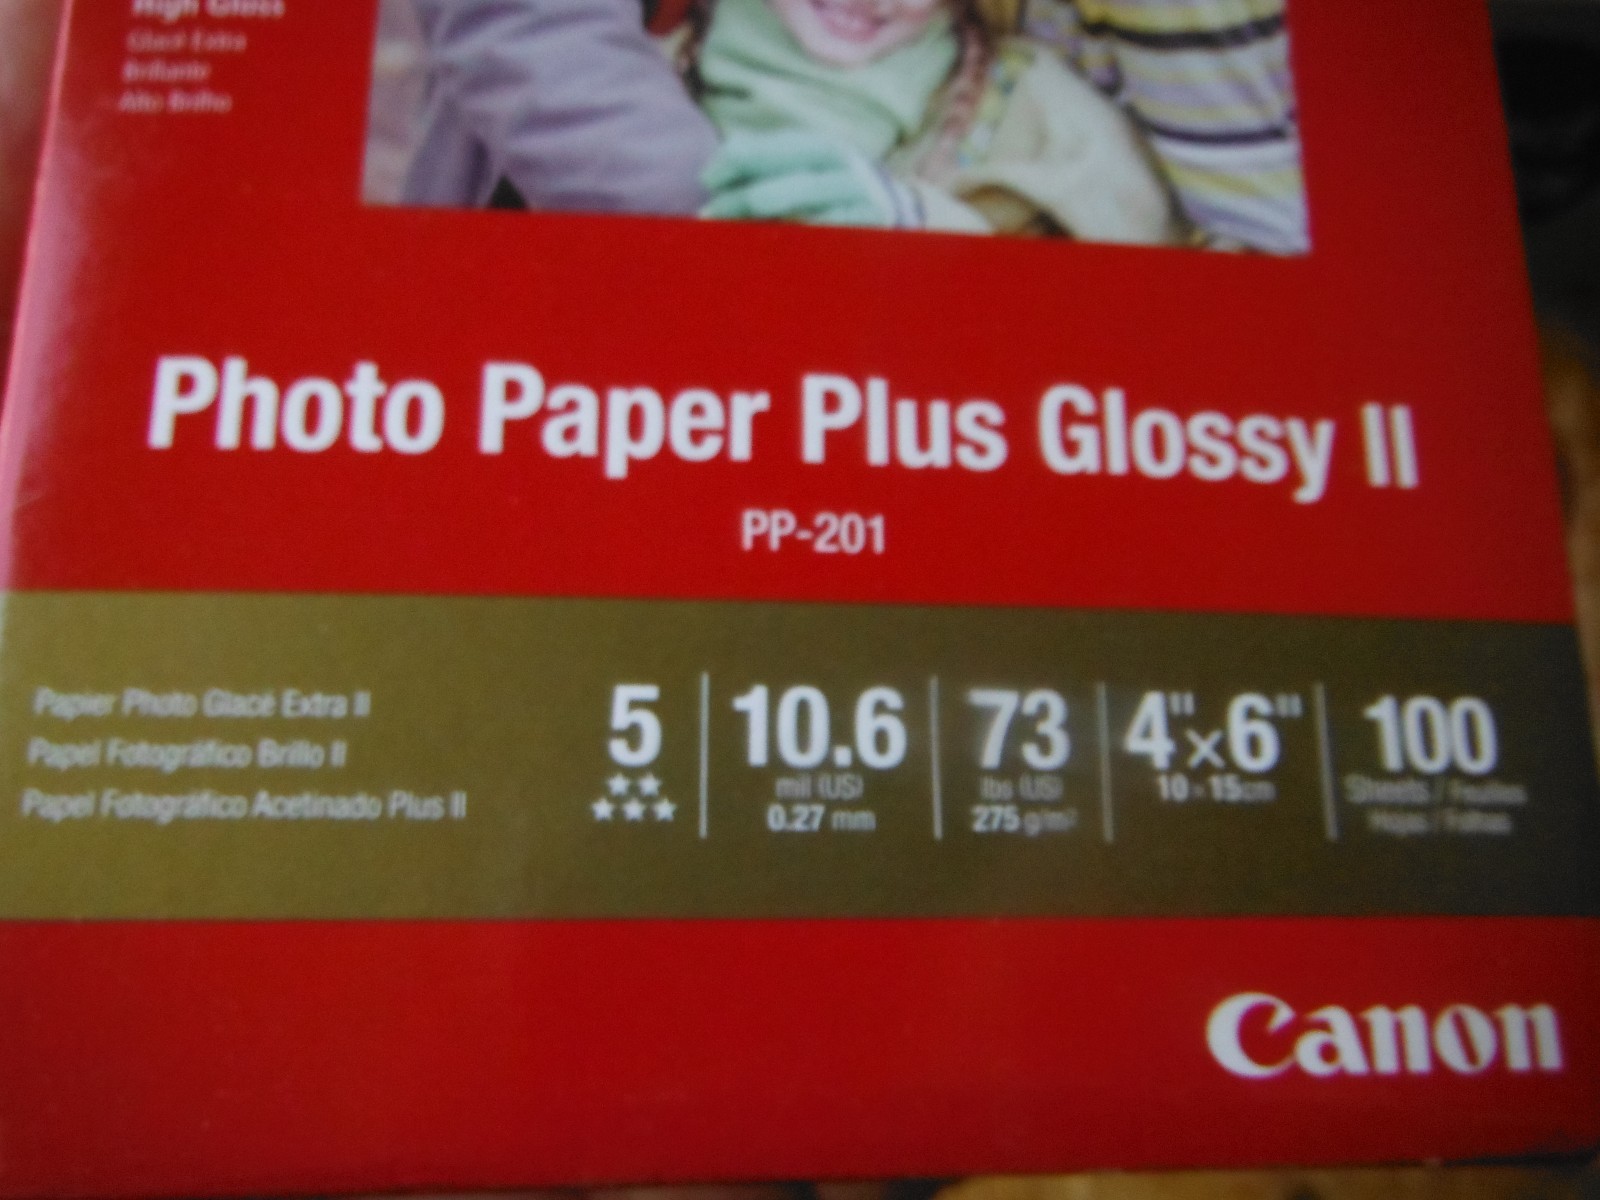 High Gloss
Glacé Extra
Brillante
Alto Brilho
Photo Paper Plus Glossy II
PP-201
Papier Photo Glacé Extra II
Papel Fotográfico Brillo II
Papel Fotográfico Acetinado Plus II
5
10.6
mil (US)
0.27 mm
73
lbs (US)
275 g/m²
4"x6"
10 x 15cm
100
Sheets / Feuilles
Hojas / Folhas
Canon